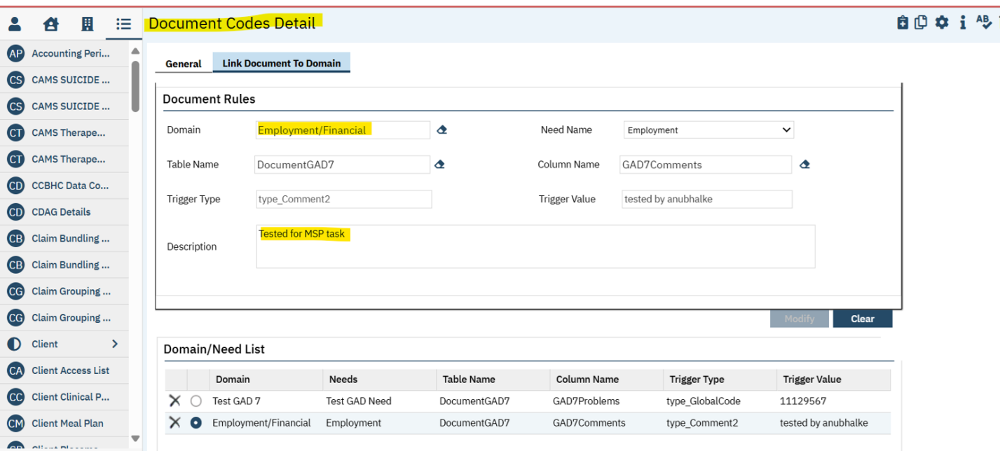 Document Codes Detail
AP Accounting Peri...
CS CAMS SUICIDE ...
CS CAMS SUICIDE ...
CT CAMS Therape...
CT CAMS Therape...
CD CCBHC Data Co...
CD CDAG Details
CB Claim Bundling ...
CB Claim Bundling ...
CG Claim Grouping ...
CG Claim Grouping ...
Client
CA Client Access List
CC Client Clinical P...
CM Client Meal Plan
General Link Document To Domain
Document Rules
Domain Employment/Financial Need Name Employment
Table Name DocumentGAD7 Column Name GAD7Comments
Trigger Type type_Comment2 Trigger Value tested by anubhalke
Description Tested for MSP task
Modify Clear
Domain/Need List
Domain Needs Table Name Column Name Trigger Type Trigger Value
Test GAD 7 Test GAD Need DocumentGAD7 GAD7Problems type_GlobalCode 11129567
Employment/Financial Employment DocumentGAD7 GAD7Comments type_Comment2 tested by anubhalke